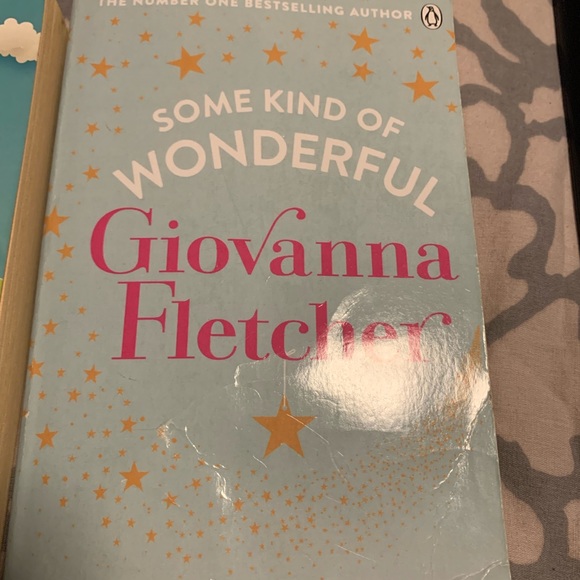 THE NUMBER ONE BESTSELLING AUTHOR
SOME KIND OF
WONDERFUL
Giovanna
Fletcher